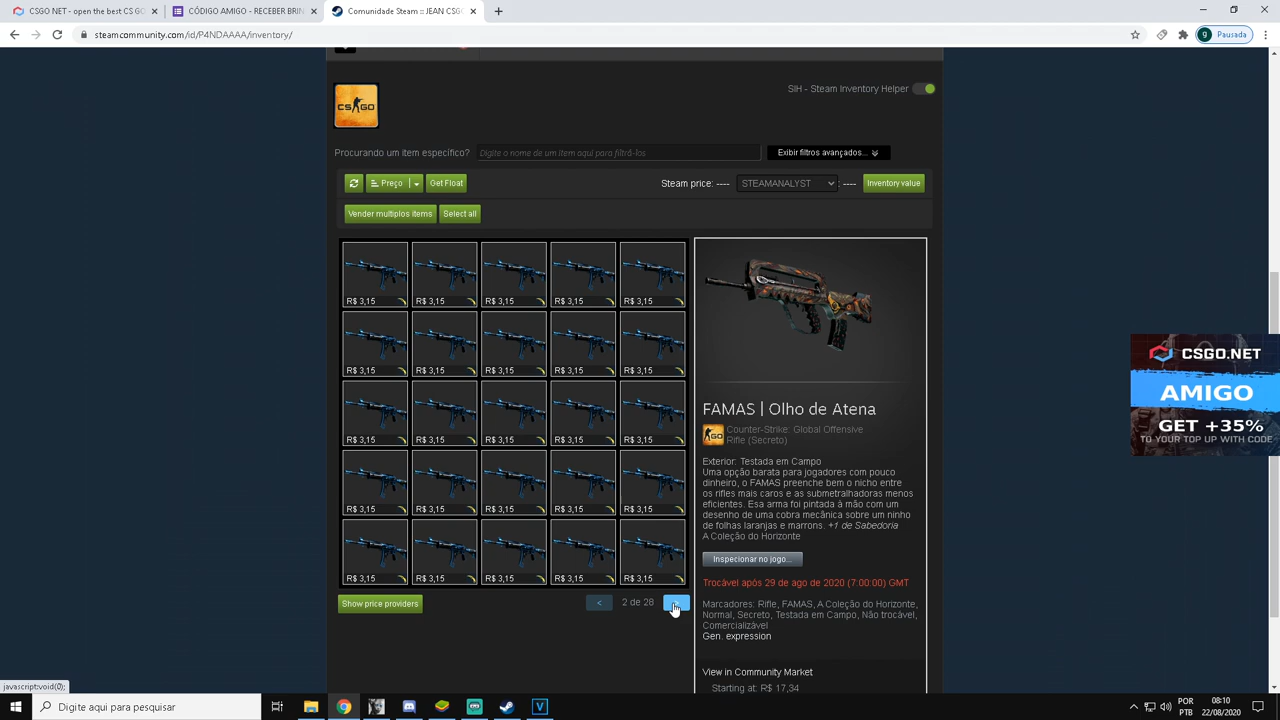 CSGO NET - open the best CS GO
CÓDIGO AMIGO - RECEBER BRIN
Comunidade Steam :: JEAN CSGO
steamcommunity.com/id/P4NDAAAA/inventory/
g Pausada
CS GO
SIH - Steam Inventory Helper
Procurando um item específico? Digite o nome de um item aqui para filtrá-los Exibir filtros avançados...
Preço Get Float Steam price: ---- STEAMANALYST : ---- Inventory value
Vender multiplos items Select all
R$ 3,15 R$ 3,15 R$ 3,15 R$ 3,15 R$ 3,15
R$ 3,15 R$ 3,15 R$ 3,15 R$ 3,15 R$ 3,15
R$ 3,15 R$ 3,15 R$ 3,15 R$ 3,15 R$ 3,15
R$ 3,15 R$ 3,15 R$ 3,15 R$ 3,15 R$ 3,15
R$ 3,15 R$ 3,15 R$ 3,15 R$ 3,15 R$ 3,15
Show price providers < 2 de 28
FAMAS | Olho de Atena
GO
Counter-Strike: Global Offensive
Rifle (Secreto)
Exterior: Testada em Campo
Uma opção barata para jogadores com pouco
dinheiro, o FAMAS preenche bem o nicho entre
os rifles mais caros e as submetralhadoras menos
eficientes. Esa arma foi pintada à mão com um
desenho de uma cobra mecânica sobre um ninho
de folhas laranjas e marrons. +1 de Sabedoria
A Coleção do Horizonte
Inspecionar no jogo...
Trocável após 29 de ago de 2020 (7:00:00) GMT
Marcadores: Rifle, FAMAS, A Coleção do Horizonte,
Normal, Secreto, Testada em Campo, Não trocável,
Comercializável
Gen. expression
View in Community Market
Starting at: R$ 17,34
CSGO.NET
AMIGO
GET +35%
TO YOUR TOP UP WITH CODE
javascript:void(0);
Digite aqui para pesquisar
V
POR
PTB
08:10
22/08/2020